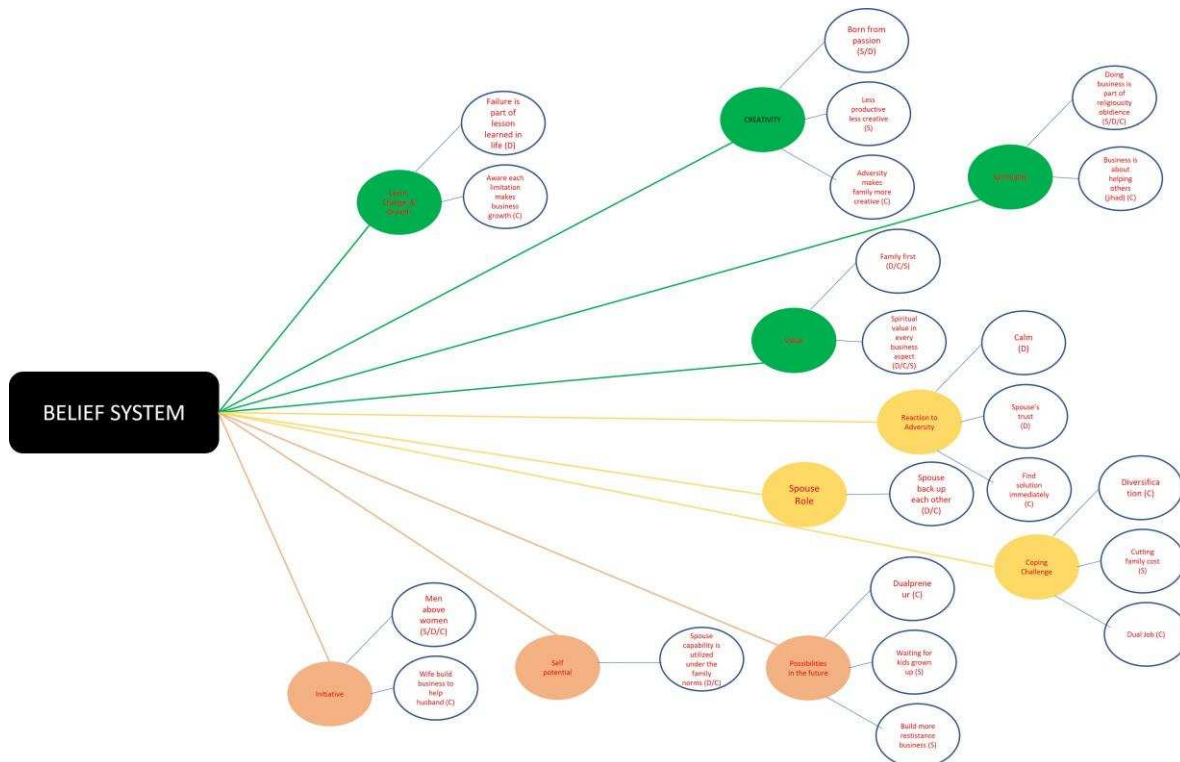 Born from
passion
(S/D)
Failure is
part of
lesson
learned in
life (D)
Less
productive
less creative
(S)
CREATIVITY
Doing
business is
part of
religiousity
obidience
(S/D/C)
Aware each
limitation
makes
business
growth (C)
Learn,
Change, &
Growth
Adversity
makes
family more
creative (C)
Spirituality
Business is
about
helping
others
(jihad) (C)
Family first
(D/C/S)
Value
Spiritual
value in
every
business
aspect
(D/C/S)
Calm
(D)
BELIEF SYSTEM
Reaction to
Adversity
Spouse's
trust
(D)
Spouse
Role
Spouse
back up
each other
(D/C)
Find
solution
immediately
(C)
Diversifica
tion (C)
Coping
Challenge
Cutting
family cost
(S)
Dual Job (C)
Men
above
women
(S/D/C)
Initiative
Wife build
business to
help
husband (C)
Self
potential
Spouse
capability is
utilized
under the
family
norms (D/C)
Dualprene
ur (C)
Possibilities
in the future
Waiting for
kids grown
up (S)
Build more
restistance
business (S)